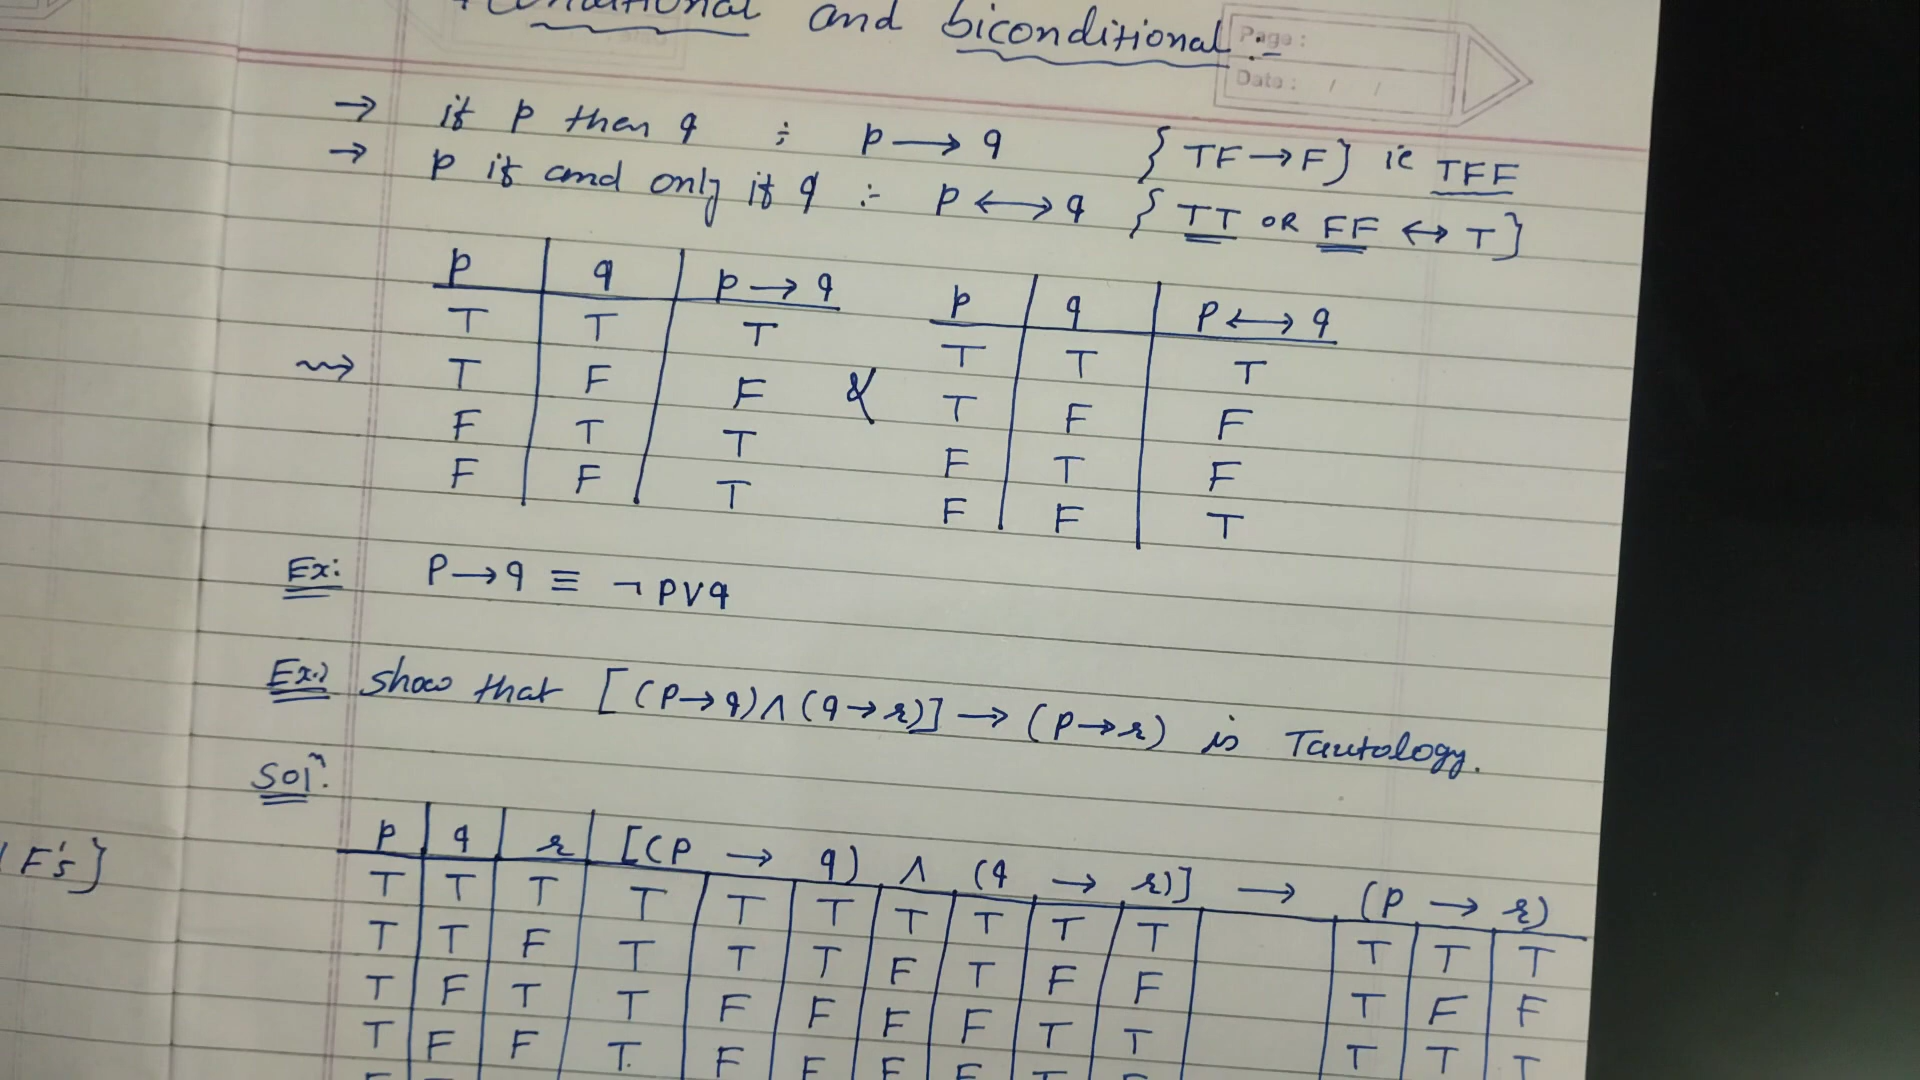 Conditional and biconditional :-
Page :
Date : / /
→ if p then q : p → q { TF → F } ie TFF
→ p if and only if q :- p ↔ q { TT OR FF ↔ T }
p q p → q p q p ↔ q
T T T T T T
⇝ T F F & T F F
F T T F T F
F F T F F T
Ex: P → q ≡ ¬ P ∨ q
Ex:) show that [ (P → q) ∧ (q → r) ] → ( p → r ) is Tautology.
Solⁿ:
F's }
p q r [(P → q) ∧ (q → r)] → (P → r)
T T T T T T T T T T T T T
T T F T T T F T F F T F F
T F T T F F F F T T T T T
T F F T. F F F F T F